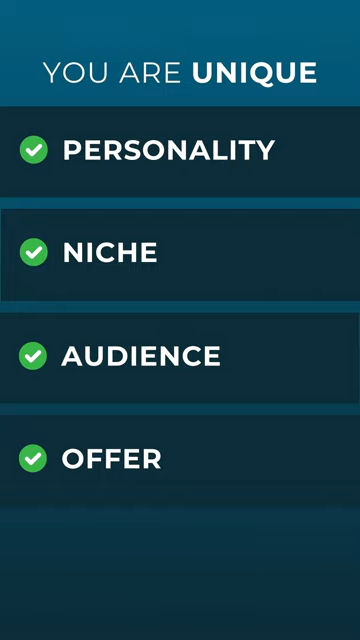 YOU ARE UNIQUE
PERSONALITY
NICHE
AUDIENCE
OFFER